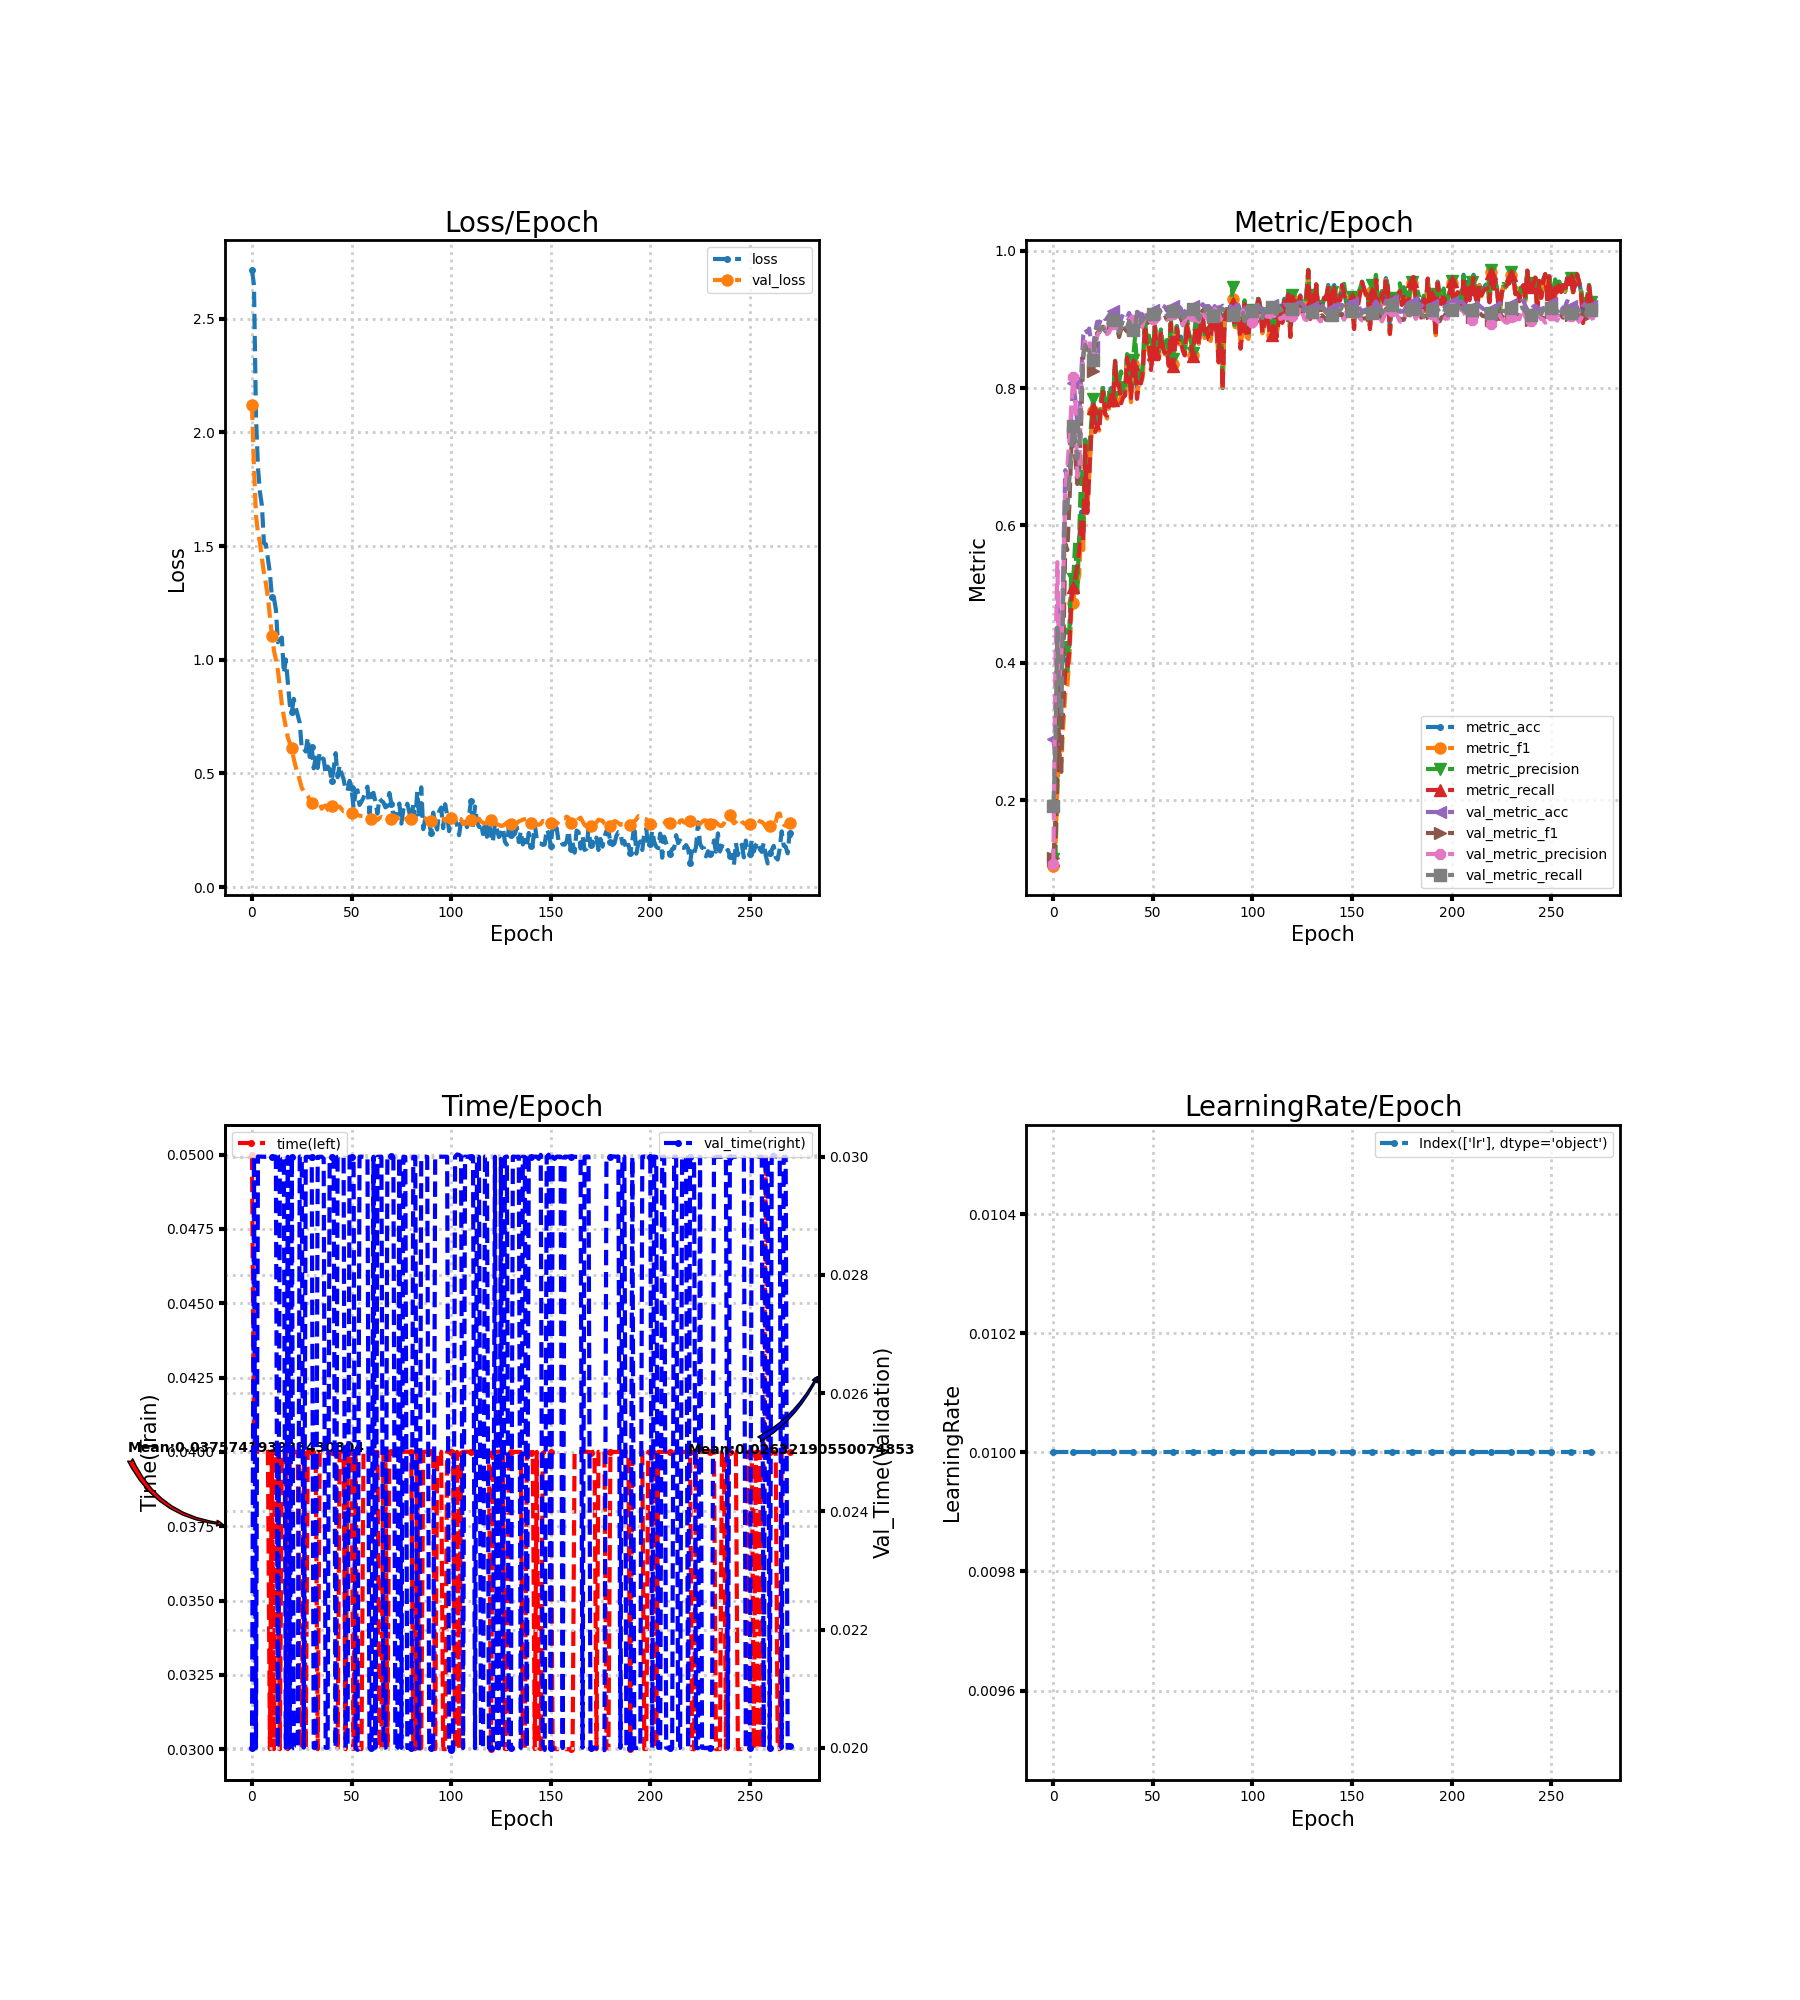 Loss/Epoch
loss
val_loss
2.5
2.0
1.5
1.0
0.5
0.0
Loss
0
50
100
150
200
250
Epoch
Metric/Epoch
1.0
0.8
0.6
0.4
0.2
Metric
metric_acc
metric_f1
metric_precision
metric_recall
val_metric_acc
val_metric_f1
val_metric_precision
val_metric_recall
0
50
100
150
200
250
Epoch
Time/Epoch
time(left)
val_time(right)
0.0500
0.0475
0.0450
0.0425
0.0400
0.0375
0.0350
0.0325
0.0300
Time(Train)
0.030
0.028
0.026
0.024
0.022
0.020
Val_Time(Validation)
Mean:0.02632190550074853
0
50
100
150
200
250
Epoch
LearningRate/Epoch
Index(['lr'], dtype='object')
0.0104
0.0102
0.0100
0.0098
0.0096
LearningRate
0
50
100
150
200
250
Epoch